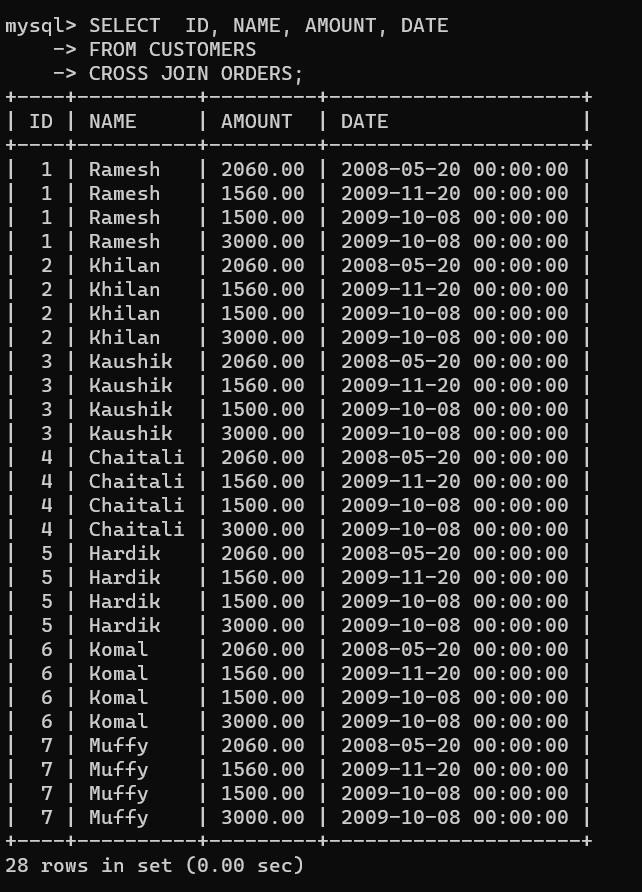 mysql> SELECT  ID, NAME, AMOUNT, DATE
    -> FROM CUSTOMERS
    -> CROSS JOIN ORDERS;
+----+----------+---------+---------------------+
| ID | NAME     | AMOUNT  | DATE                |
+----+----------+---------+---------------------+
|  1 | Ramesh   | 2060.00 | 2008-05-20 00:00:00 |
|  1 | Ramesh   | 1560.00 | 2009-11-20 00:00:00 |
|  1 | Ramesh   | 1500.00 | 2009-10-08 00:00:00 |
|  1 | Ramesh   | 3000.00 | 2009-10-08 00:00:00 |
|  2 | Khilan   | 2060.00 | 2008-05-20 00:00:00 |
|  2 | Khilan   | 1560.00 | 2009-11-20 00:00:00 |
|  2 | Khilan   | 1500.00 | 2009-10-08 00:00:00 |
|  2 | Khilan   | 3000.00 | 2009-10-08 00:00:00 |
|  3 | Kaushik  | 2060.00 | 2008-05-20 00:00:00 |
|  3 | Kaushik  | 1560.00 | 2009-11-20 00:00:00 |
|  3 | Kaushik  | 1500.00 | 2009-10-08 00:00:00 |
|  3 | Kaushik  | 3000.00 | 2009-10-08 00:00:00 |
|  4 | Chaitali | 2060.00 | 2008-05-20 00:00:00 |
|  4 | Chaitali | 1560.00 | 2009-11-20 00:00:00 |
|  4 | Chaitali | 1500.00 | 2009-10-08 00:00:00 |
|  4 | Chaitali | 3000.00 | 2009-10-08 00:00:00 |
|  5 | Hardik   | 2060.00 | 2008-05-20 00:00:00 |
|  5 | Hardik   | 1560.00 | 2009-11-20 00:00:00 |
|  5 | Hardik   | 1500.00 | 2009-10-08 00:00:00 |
|  5 | Hardik   | 3000.00 | 2009-10-08 00:00:00 |
|  6 | Komal    | 2060.00 | 2008-05-20 00:00:00 |
|  6 | Komal    | 1560.00 | 2009-11-20 00:00:00 |
|  6 | Komal    | 1500.00 | 2009-10-08 00:00:00 |
|  6 | Komal    | 3000.00 | 2009-10-08 00:00:00 |
|  7 | Muffy    | 2060.00 | 2008-05-20 00:00:00 |
|  7 | Muffy    | 1560.00 | 2009-11-20 00:00:00 |
|  7 | Muffy    | 1500.00 | 2009-10-08 00:00:00 |
|  7 | Muffy    | 3000.00 | 2009-10-08 00:00:00 |
+----+----------+---------+---------------------+
28 rows in set (0.00 sec)